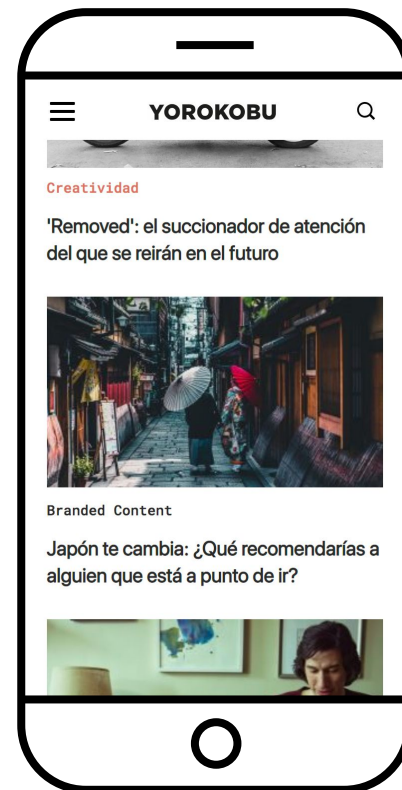 YOROKOBU
Creatividad
'Removed': el succionador de atención
del que se reirán en el futuro
Branded Content
Japón te cambia: ¿Qué recomendarías a
alguien que está a punto de ir?